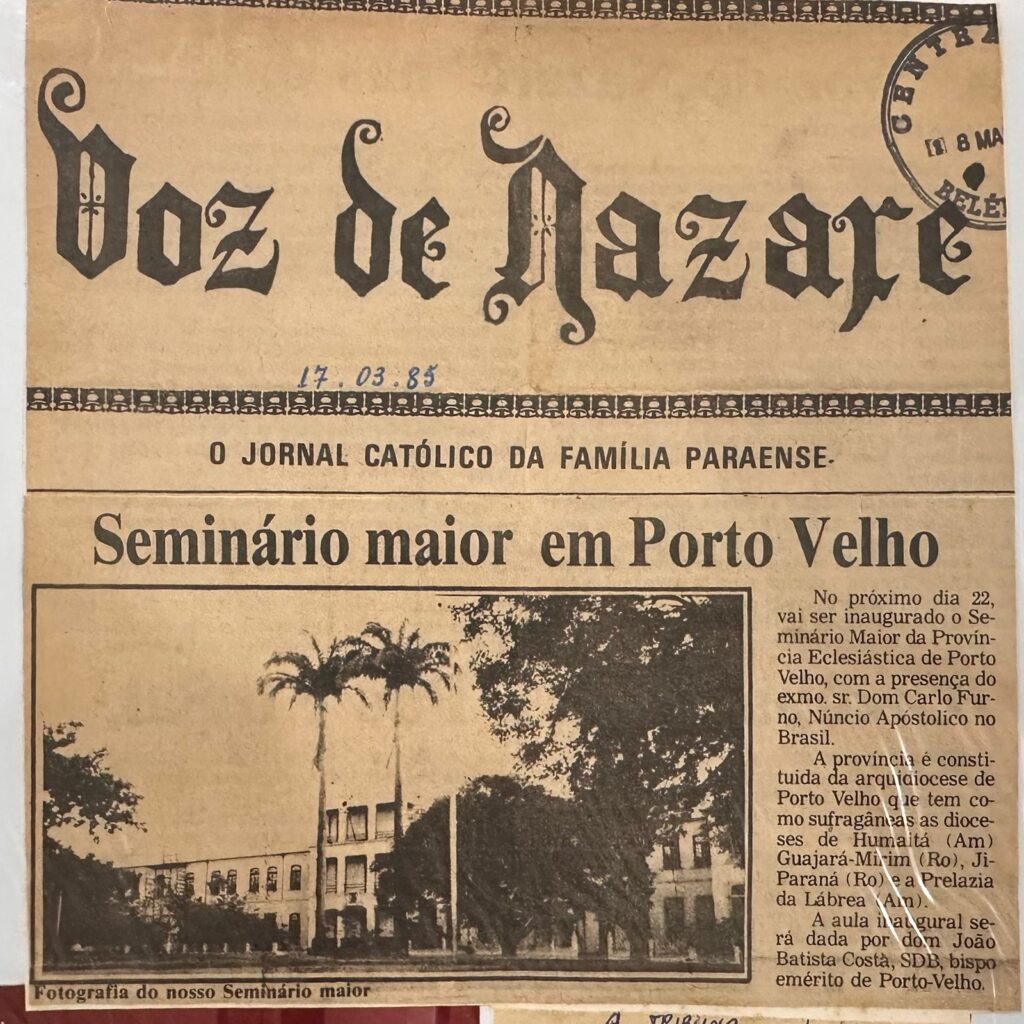 CENTRA
8 MA
BELÉ
Voz de Nazaré
17.03.85
O JORNAL CATÓLICO DA FAMÍLIA PARAENSE
Seminário maior em Porto Velho
No próximo dia 22,
vai ser inaugurado o Se-
minário Maior da Provín-
cia Eclesiástica de Porto
Velho, com a presença do
exmo. sr. Dom Carlo Fur-
no, Núncio Apóstolico no
Brasil.
A província é consti-
tuida da arquidiocese de
Porto Velho que tem co-
mo sufragâneas as dioce-
ses de Humaitá (Am)
Guajará-Mirim (Ro), Ji-
Paraná (Ro) e a Prelazia
da Lábrea (Am).
A aula inaugural se-
rá dada por dom João
Batista Costa, SDB, bispo
emérito de Porto-Velho.
Fotografia do nosso Seminário maior